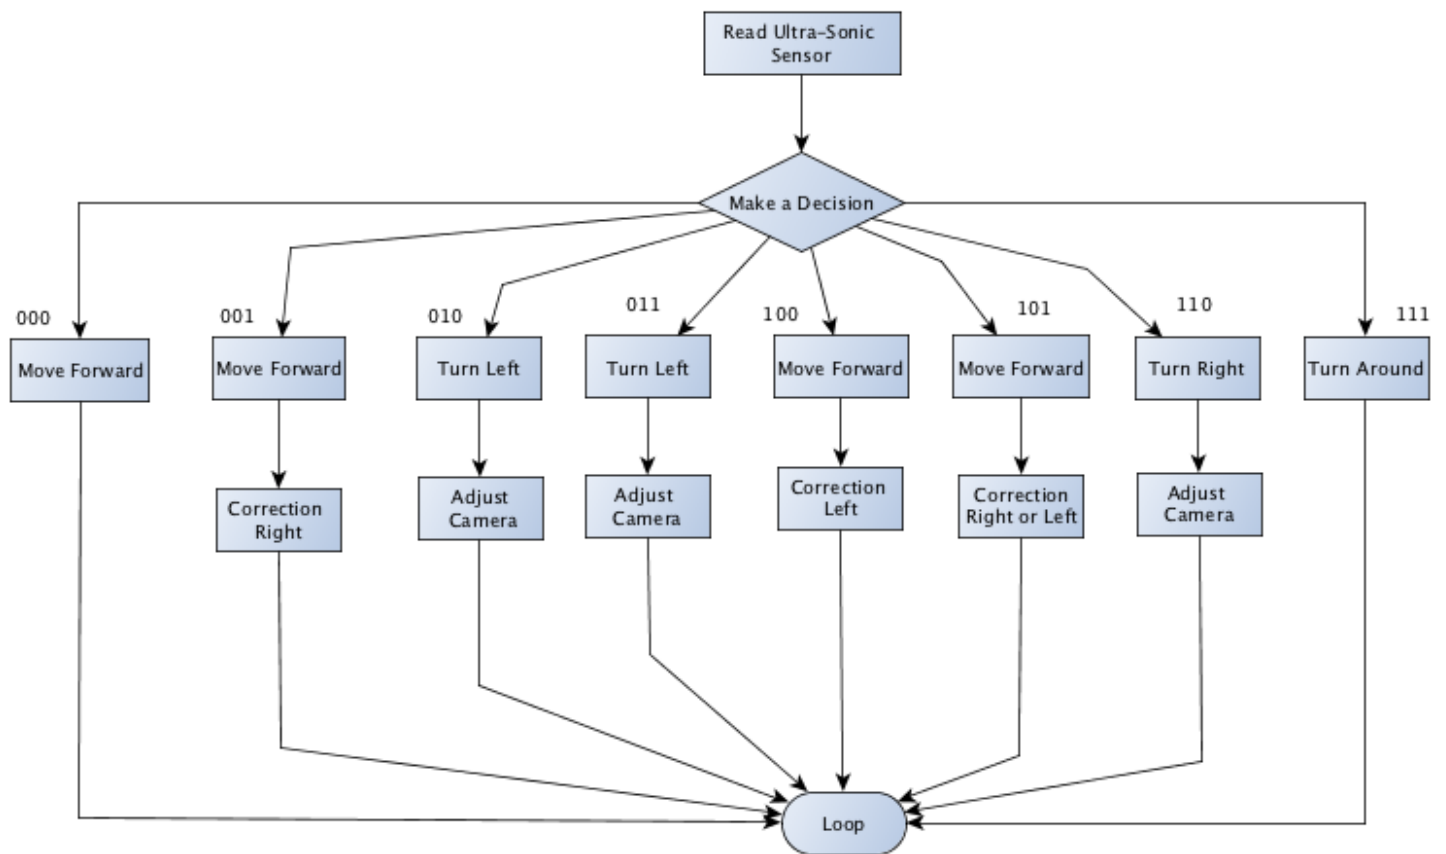 Read Ultra-Sonic
Sensor
Make a Decision
000
001
010
011
100
101
110
111
Move Forward
Move Forward
Turn Left
Turn Left
Move Forward
Move Forward
Turn Right
Turn Around
Correction
Right
Adjust
Camera
Adjust
Camera
Correction
Left
Correction
Right or Left
Adjust
Camera
Loop